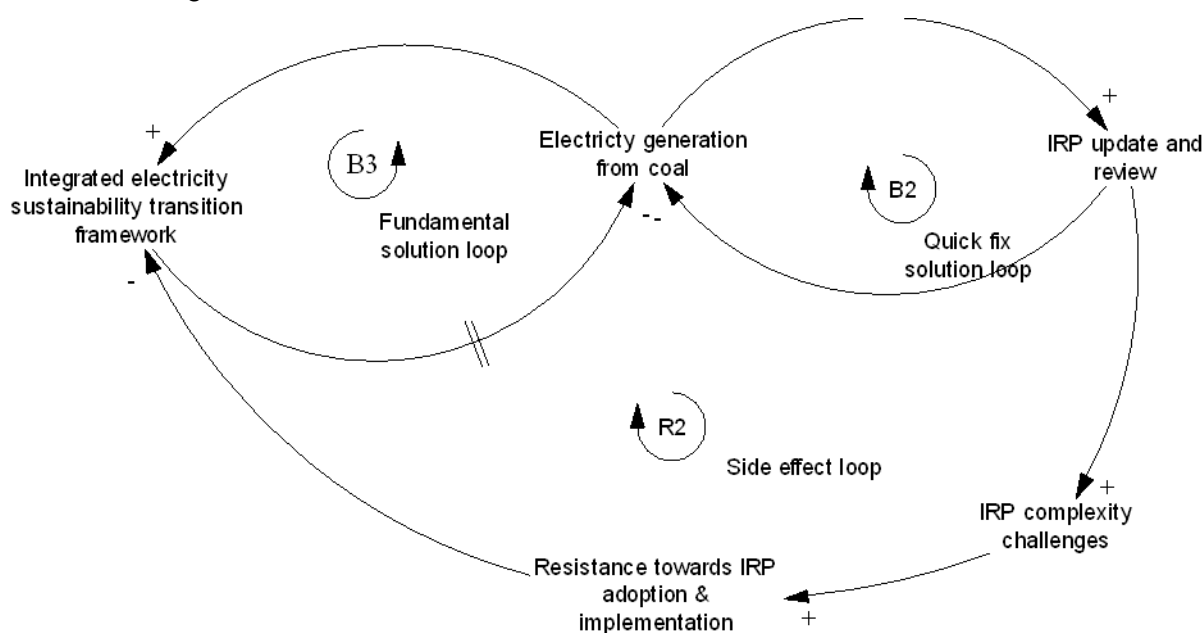 +
+
Electricty generation
from coal
IRP update and
review
B3
B2
Integrated electricity
sustainability transition
framework
Fundamental
solution loop
- -
Quick fix
solution loop
-
R2
Side effect loop
+
IRP complexity
challenges
Resistance towards IRP
adoption &
implementation
+